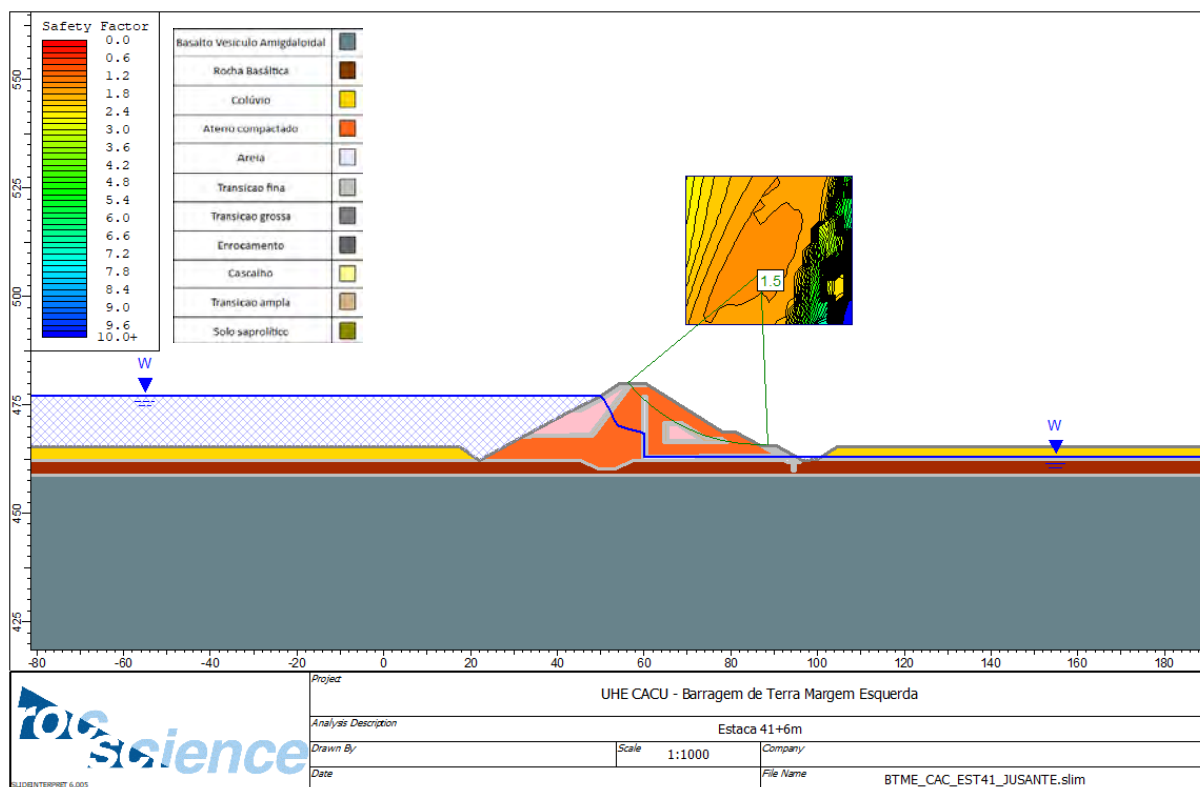 Safety Factor
0.0
0.6
1.2
1.8
2.4
3.0
3.6
4.2
4.8
5.4
6.0
6.6
7.2
7.8
8.4
9.0
9.6
10.0+
Basalto Vesículo Amigdaloidal
Rocha Basáltica
Colúvio
Aterro compactado
Areia
Transicao fina
Transicao grossa
Enrocamento
Cascalho
Transicao ampla
Solo saprolítico
550
525
500
475
450
425
1.5
W
W
-80 -60 -40 -20 0 20 40 60 80 100 120 140 160 180
rocscience
SLIDEINTERPRET 6.005
Project
UHE CACU - Barragem de Terra Margem Esquerda
Analysis Description
Estaca 41+6m
Drawn By
Scale 1:1000
Company
Date
File Name
BTME_CAC_EST41_JUSANTE.slim